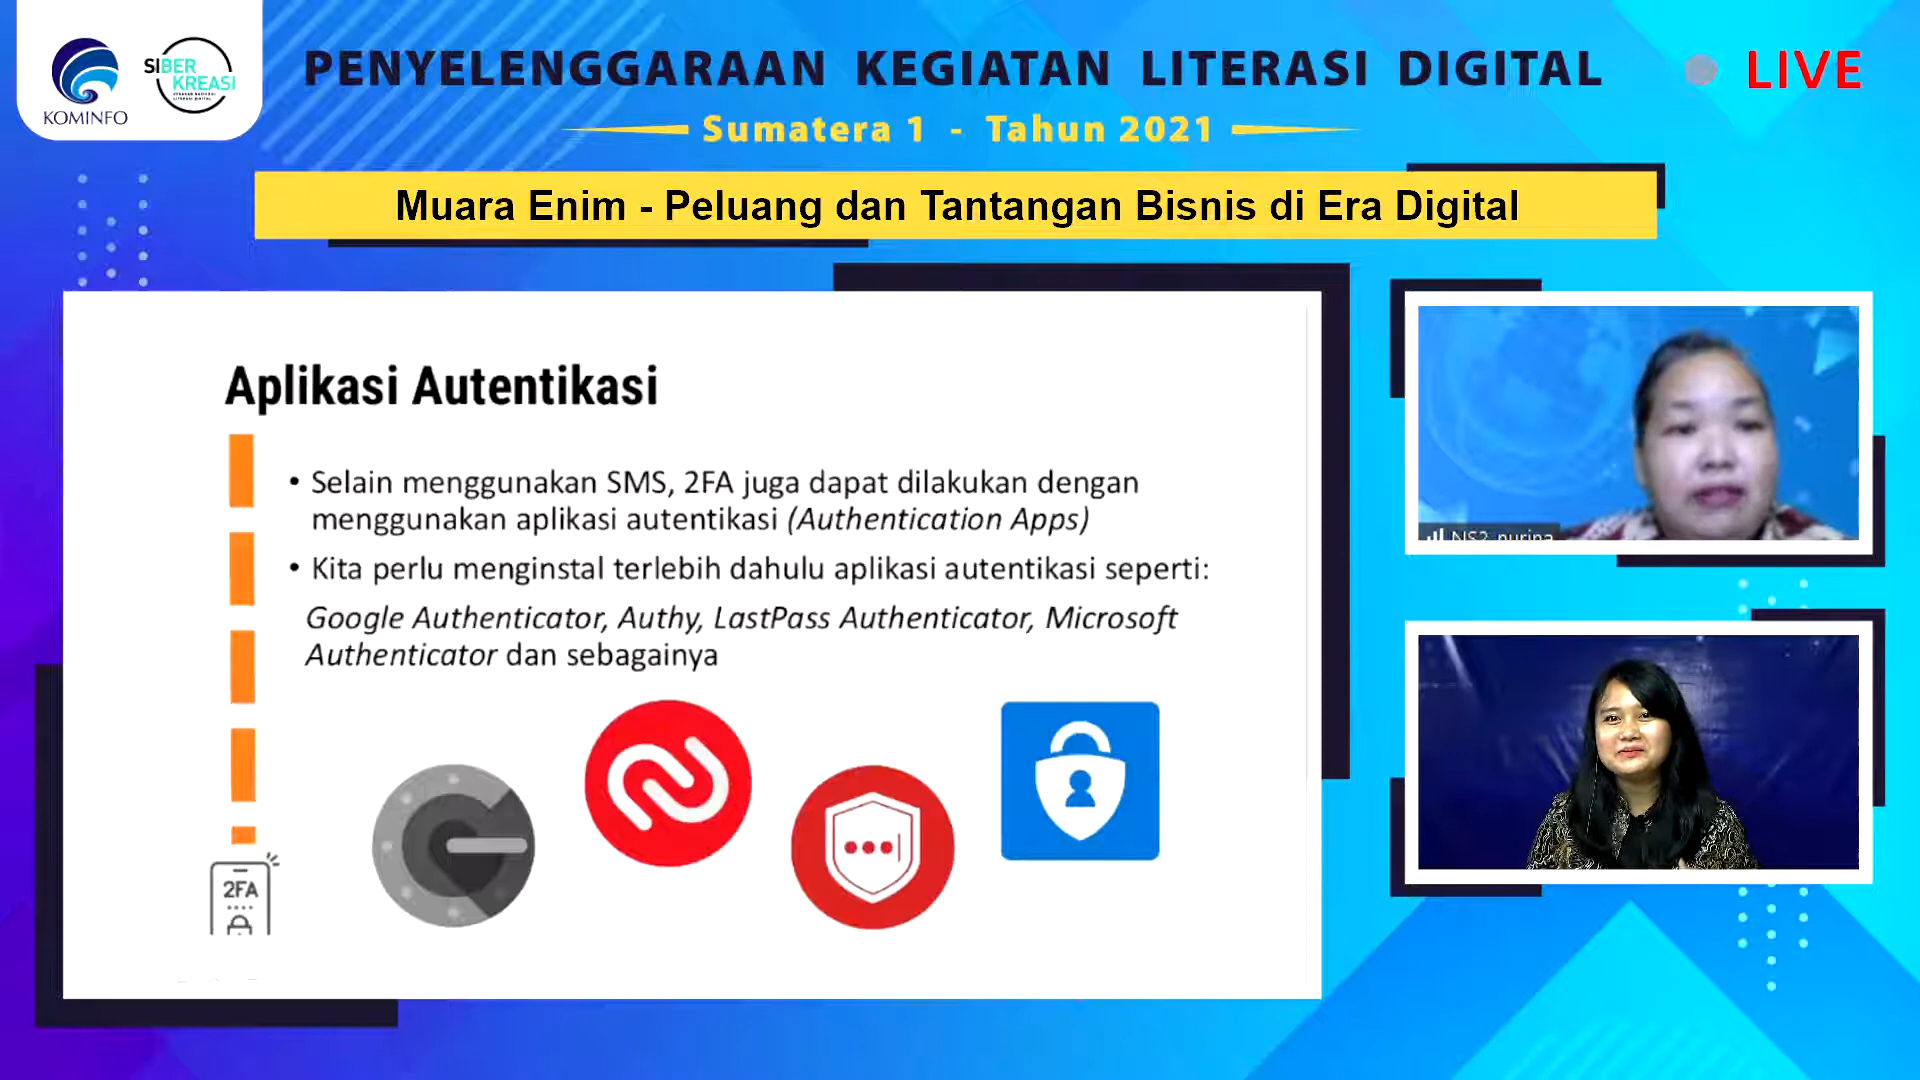 KOMINFO
SIBER
KREASI
PENYELENGGARAAN KEGIATAN LITERASI DIGITAL
LIVE
Sumatera 1 - Tahun 2021
Muara Enim - Peluang dan Tantangan Bisnis di Era Digital
Aplikasi Autentikasi
• Selain menggunakan SMS, 2FA juga dapat dilakukan dengan
menggunakan aplikasi autentikasi (Authentication Apps)
• Kita perlu menginstal terlebih dahulu aplikasi autentikasi seperti:
Google Authenticator, Authy, LastPass Authenticator, Microsoft
Authenticator dan sebagainya
2FA
NS2_nurina